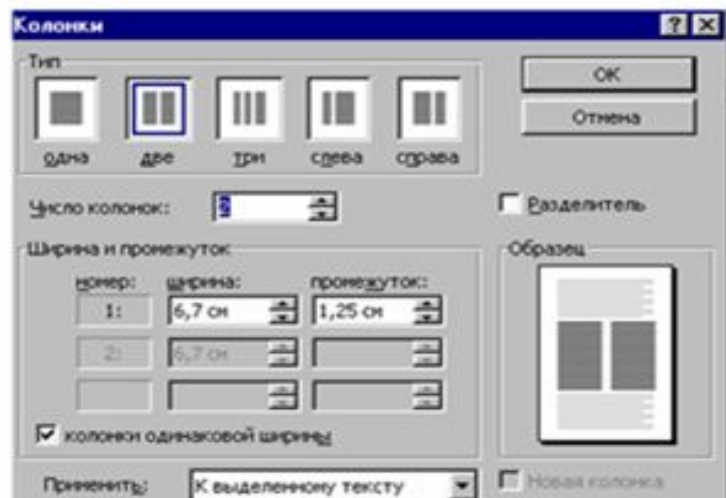 Колонки
Тип
ОК
Отмена
одна две три слева справа
Число колонок: 2
Разделитель
Ширина и промежуток
Образец
номер: ширина: промежуток:
1: 6,7 см 1,25 см
2: 6,7 см
колонки одинаковой ширины
Применить: К выделенному тексту
Новая колонка